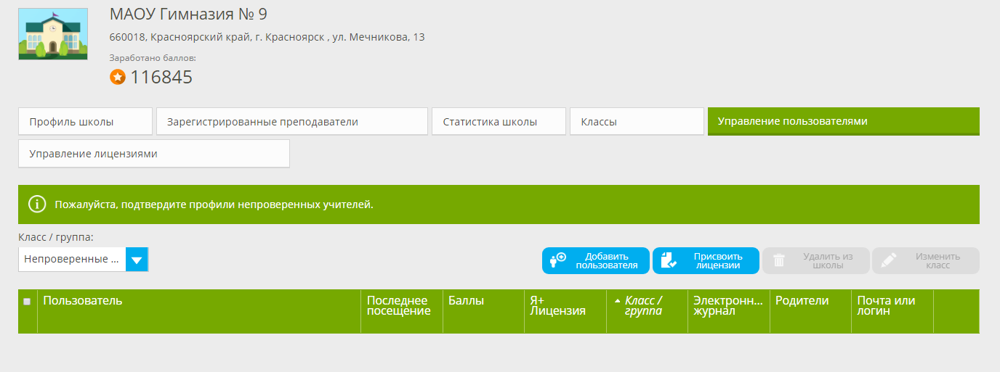 МАОУ Гимназия № 9
660018, Красноярский край, г. Красноярск , ул. Мечникова, 13
Заработано баллов:
116845
Профиль школы
Зарегистрированные преподаватели
Статистика школы
Классы
Управление пользователями
Управление лицензиями
Пожалуйста, подтвердите профили непроверенных учителей.
Класс / группа:
Непроверенные ...
Добавить
пользователя
Присвоить
лицензии
Удалить из
школы
Изменить
класс
Пользователь
Последнее
посещение
Баллы
Я+
Лицензия
Класс /
группа
Электронн...
журнал
Родители
Почта или
логин